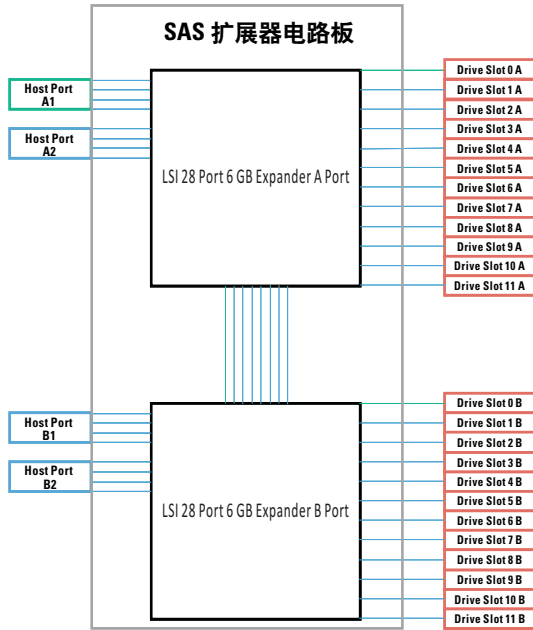 SAS 扩展器电路板
Host Port
A1
Host Port
A2
LSI 28 Port 6 GB Expander A Port
Drive Slot 0 A
Drive Slot 1 A
Drive Slot 2 A
Drive Slot 3 A
Drive Slot 4 A
Drive Slot 5 A
Drive Slot 6 A
Drive Slot 7 A
Drive Slot 8 A
Drive Slot 9 A
Drive Slot 10 A
Drive Slot 11 A
Host Port
B1
Host Port
B2
LSI 28 Port 6 GB Expander B Port
Drive Slot 0 B
Drive Slot 1 B
Drive Slot 2 B
Drive Slot 3 B
Drive Slot 4 B
Drive Slot 5 B
Drive Slot 6 B
Drive Slot 7 B
Drive Slot 8 B
Drive Slot 9 B
Drive Slot 10 B
Drive Slot 11 B